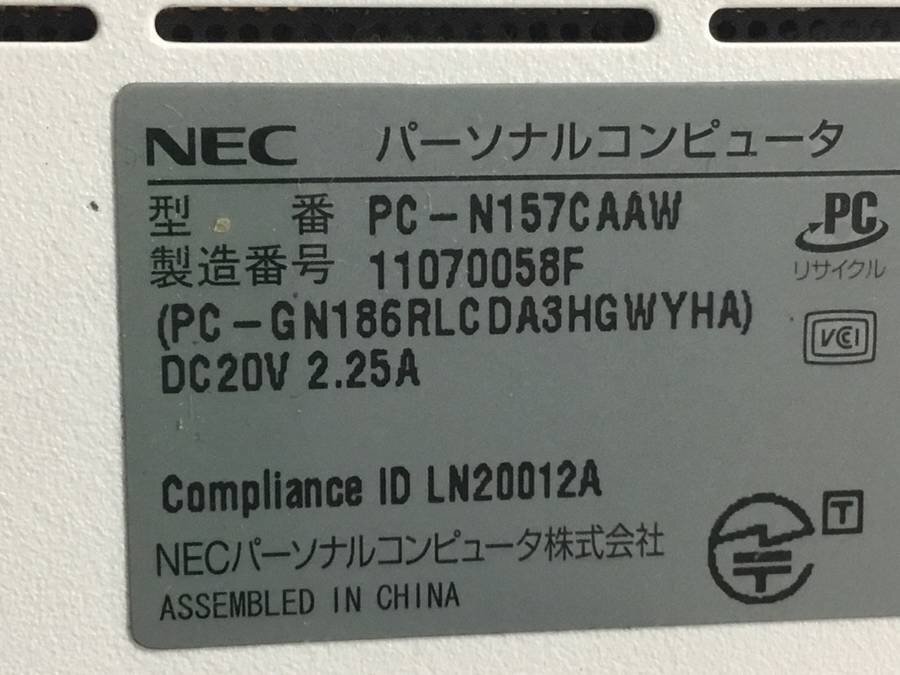 NEC パーソナルコンピュータ
型 番 PC-N157CAAW
製造番号 11070058F
(PC-GN186RLCDA3HGWYHA)
DC20V 2.25A
PC
リサイクル
VCCI
Compliance ID LN20012A
NECパーソナルコンピュータ株式会社
ASSEMBLED IN CHINA
T